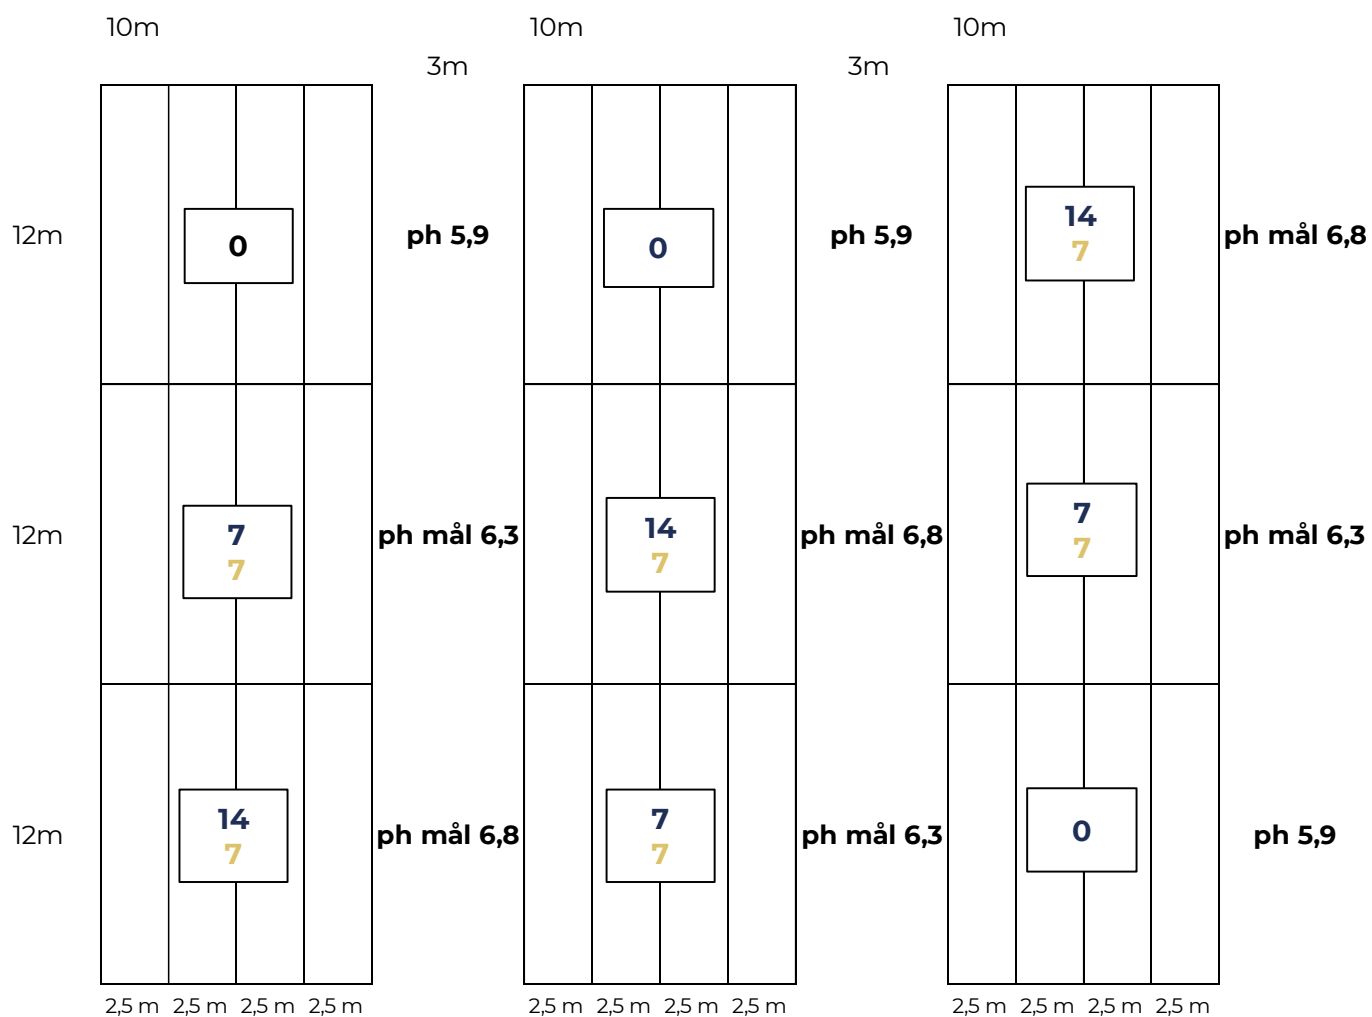 10m 10m 10m
3m 3m
12m 0 ph 5,9 0 ph 5,9 14 ph mål 6,8
7
12m 7 ph mål 6,3 14 ph mål 6,8 7 ph mål 6,3
7 7 7
12m 14 ph mål 6,8 7 ph mål 6,3 0 ph 5,9
7 7
2,5 m 2,5 m 2,5 m 2,5 m 2,5 m 2,5 m 2,5 m 2,5 m 2,5 m 2,5 m 2,5 m 2,5 m